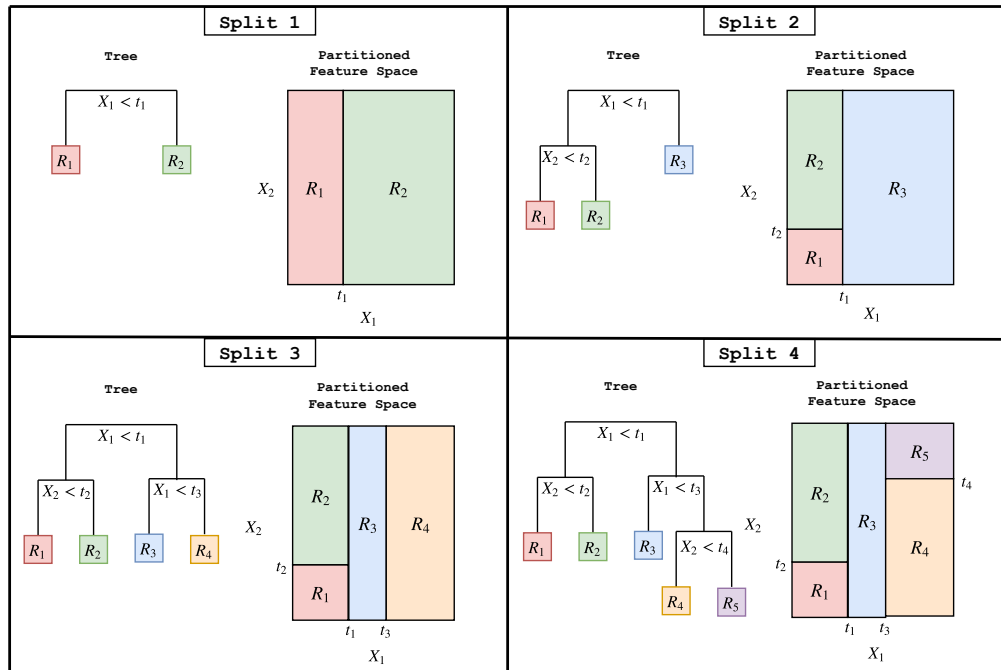 Split 1
Tree
Partitioned
Feature Space
X₁ < t₁
R₁
R₂
X₂
R₁
R₂
t₁
X₁
Split 2
Tree
Partitioned
Feature Space
X₁ < t₁
X₂ < t₂
R₃
R₁
R₂
X₂
R₂
R₃
t₂
R₁
t₁
X₁
Split 3
Tree
Partitioned
Feature Space
X₁ < t₁
X₂ < t₂
X₁ < t₃
R₁
R₂
R₃
R₄
X₂
R₂
R₃
R₄
t₂
R₁
t₁
t₃
X₁
Split 4
Tree
Partitioned
Feature Space
X₁ < t₁
X₂ < t₂
X₁ < t₃
R₁
R₂
R₃
X₂ < t₄
R₄
R₅
X₂
R₅
t₄
R₂
R₃
R₄
t₂
R₁
t₁
t₃
X₁